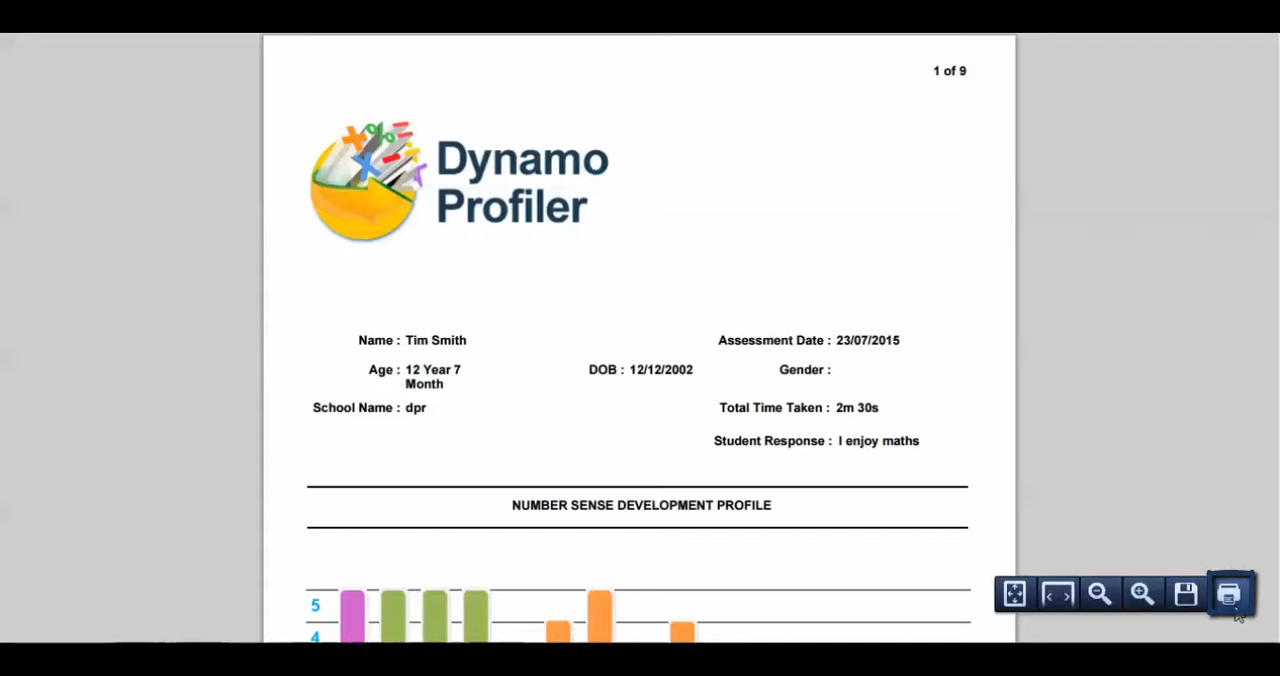 1 of 9
Dynamo
Profiler
Name : Tim Smith
Assessment Date : 23/07/2015
Age : 12 Year 7
Month
DOB : 12/12/2002
Gender :
School Name : dpr
Total Time Taken : 2m 30s
Student Response : I enjoy maths
NUMBER SENSE DEVELOPMENT PROFILE
5
4